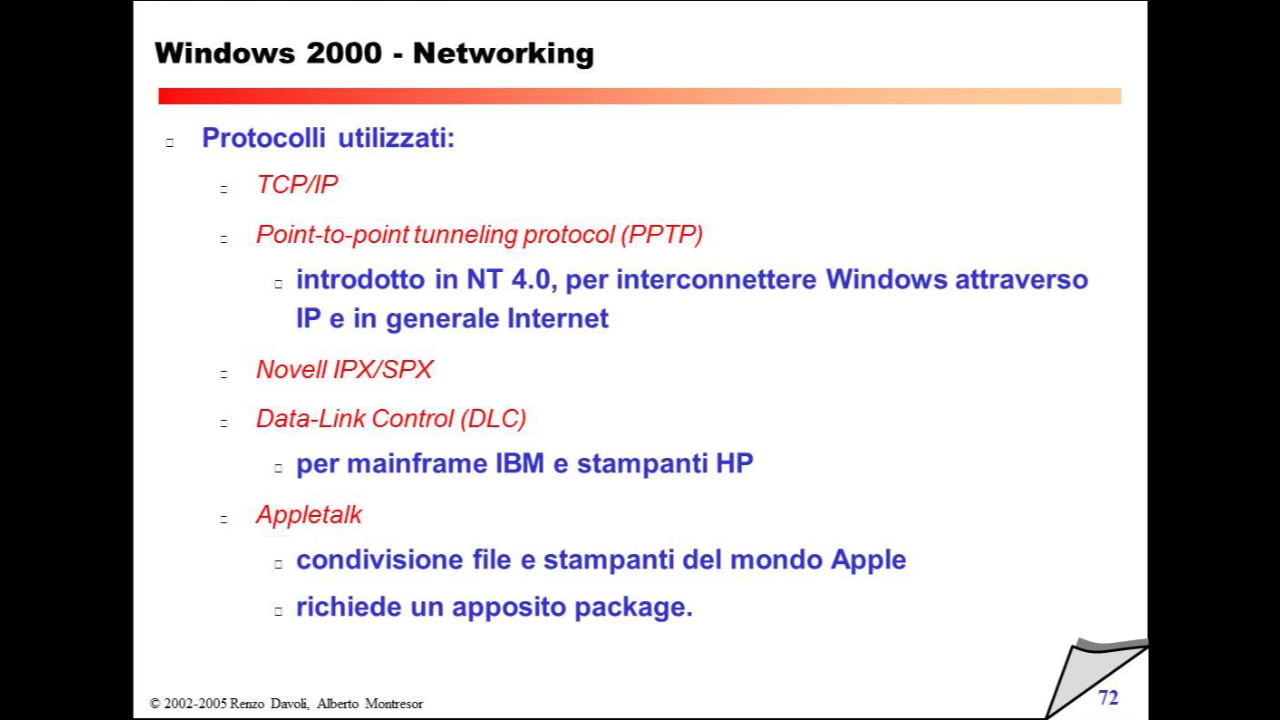 Windows 2000 - Networking
Protocolli utilizzati:
TCP/IP
Point-to-point tunneling protocol (PPTP)
introdotto in NT 4.0, per interconnettere Windows attraverso
IP e in generale Internet
Novell IPX/SPX
Data-Link Control (DLC)
per mainframe IBM e stampanti HP
Appletalk
condivisione file e stampanti del mondo Apple
richiede un apposito package.
© 2002-2005 Renzo Davoli, Alberto Montresor
72